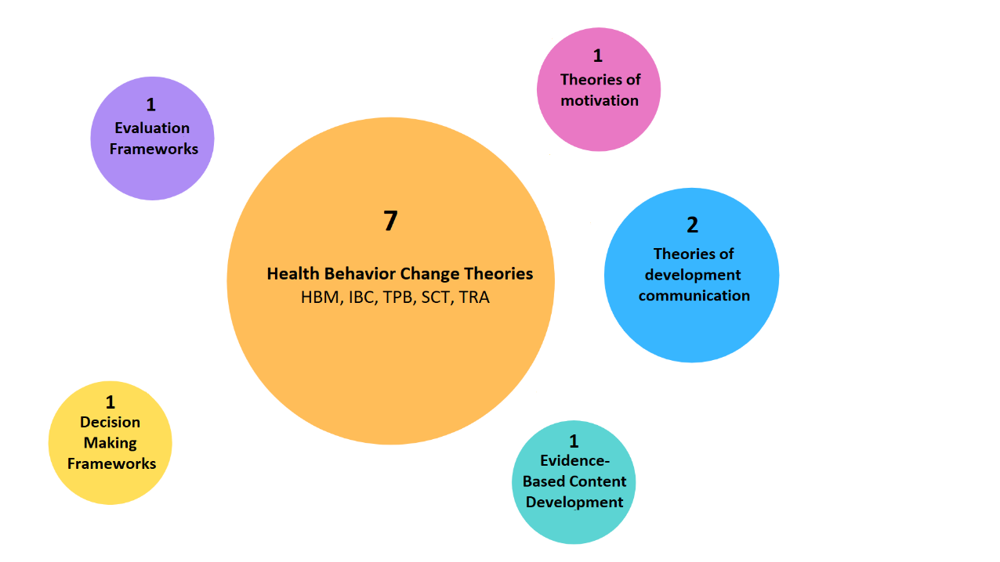 1
Theories of
motivation
1
Evaluation
Frameworks
7
Health Behavior Change Theories
HBM, IBC, TPB, SCT, TRA
2
Theories of
development
communication
1
Decision
Making
Frameworks
1
Evidence-
Based Content
Development